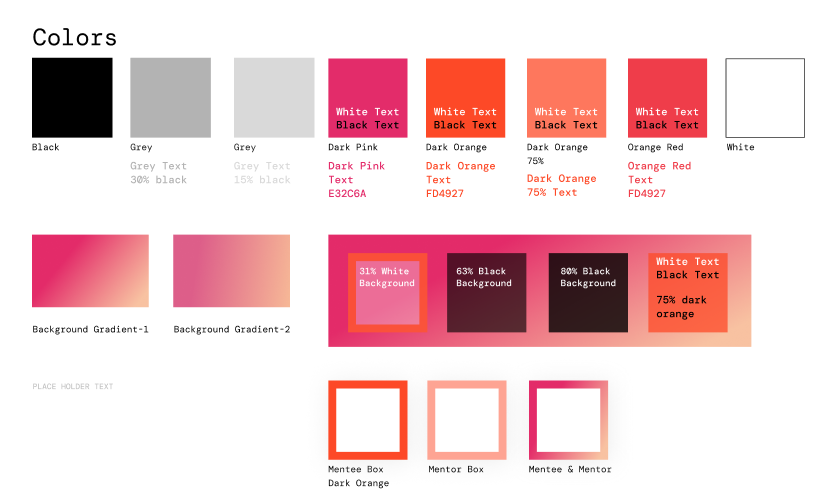 Colors
White Text
Black Text
White Text
Black Text
White Text
Black Text
White Text
Black Text
Black
Grey
Grey
Dark Pink
Dark Orange
Dark Orange
75%
Orange Red
White
Grey Text
30% black
Grey Text
15% black
Dark Pink
Text
E32C6A
Dark Orange
Text
FD4927
Dark Orange
75% Text
Orange Red
Text
FD4927
31% White
Background
63% Black
Background
80% Black
Background
White Text
Black Text
75% dark
orange
Background Gradient-1
Background Gradient-2
PLACE HOLDER TEXT
Mentee Box
Dark Orange
Mentor Box
Mentee & Mentor